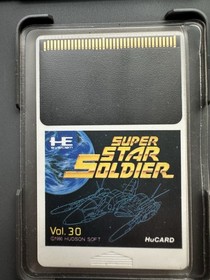 HE
SUPER
STAR
SOLDIER
Vol. 30
©1990 HUDSON SOFT
HuCARD